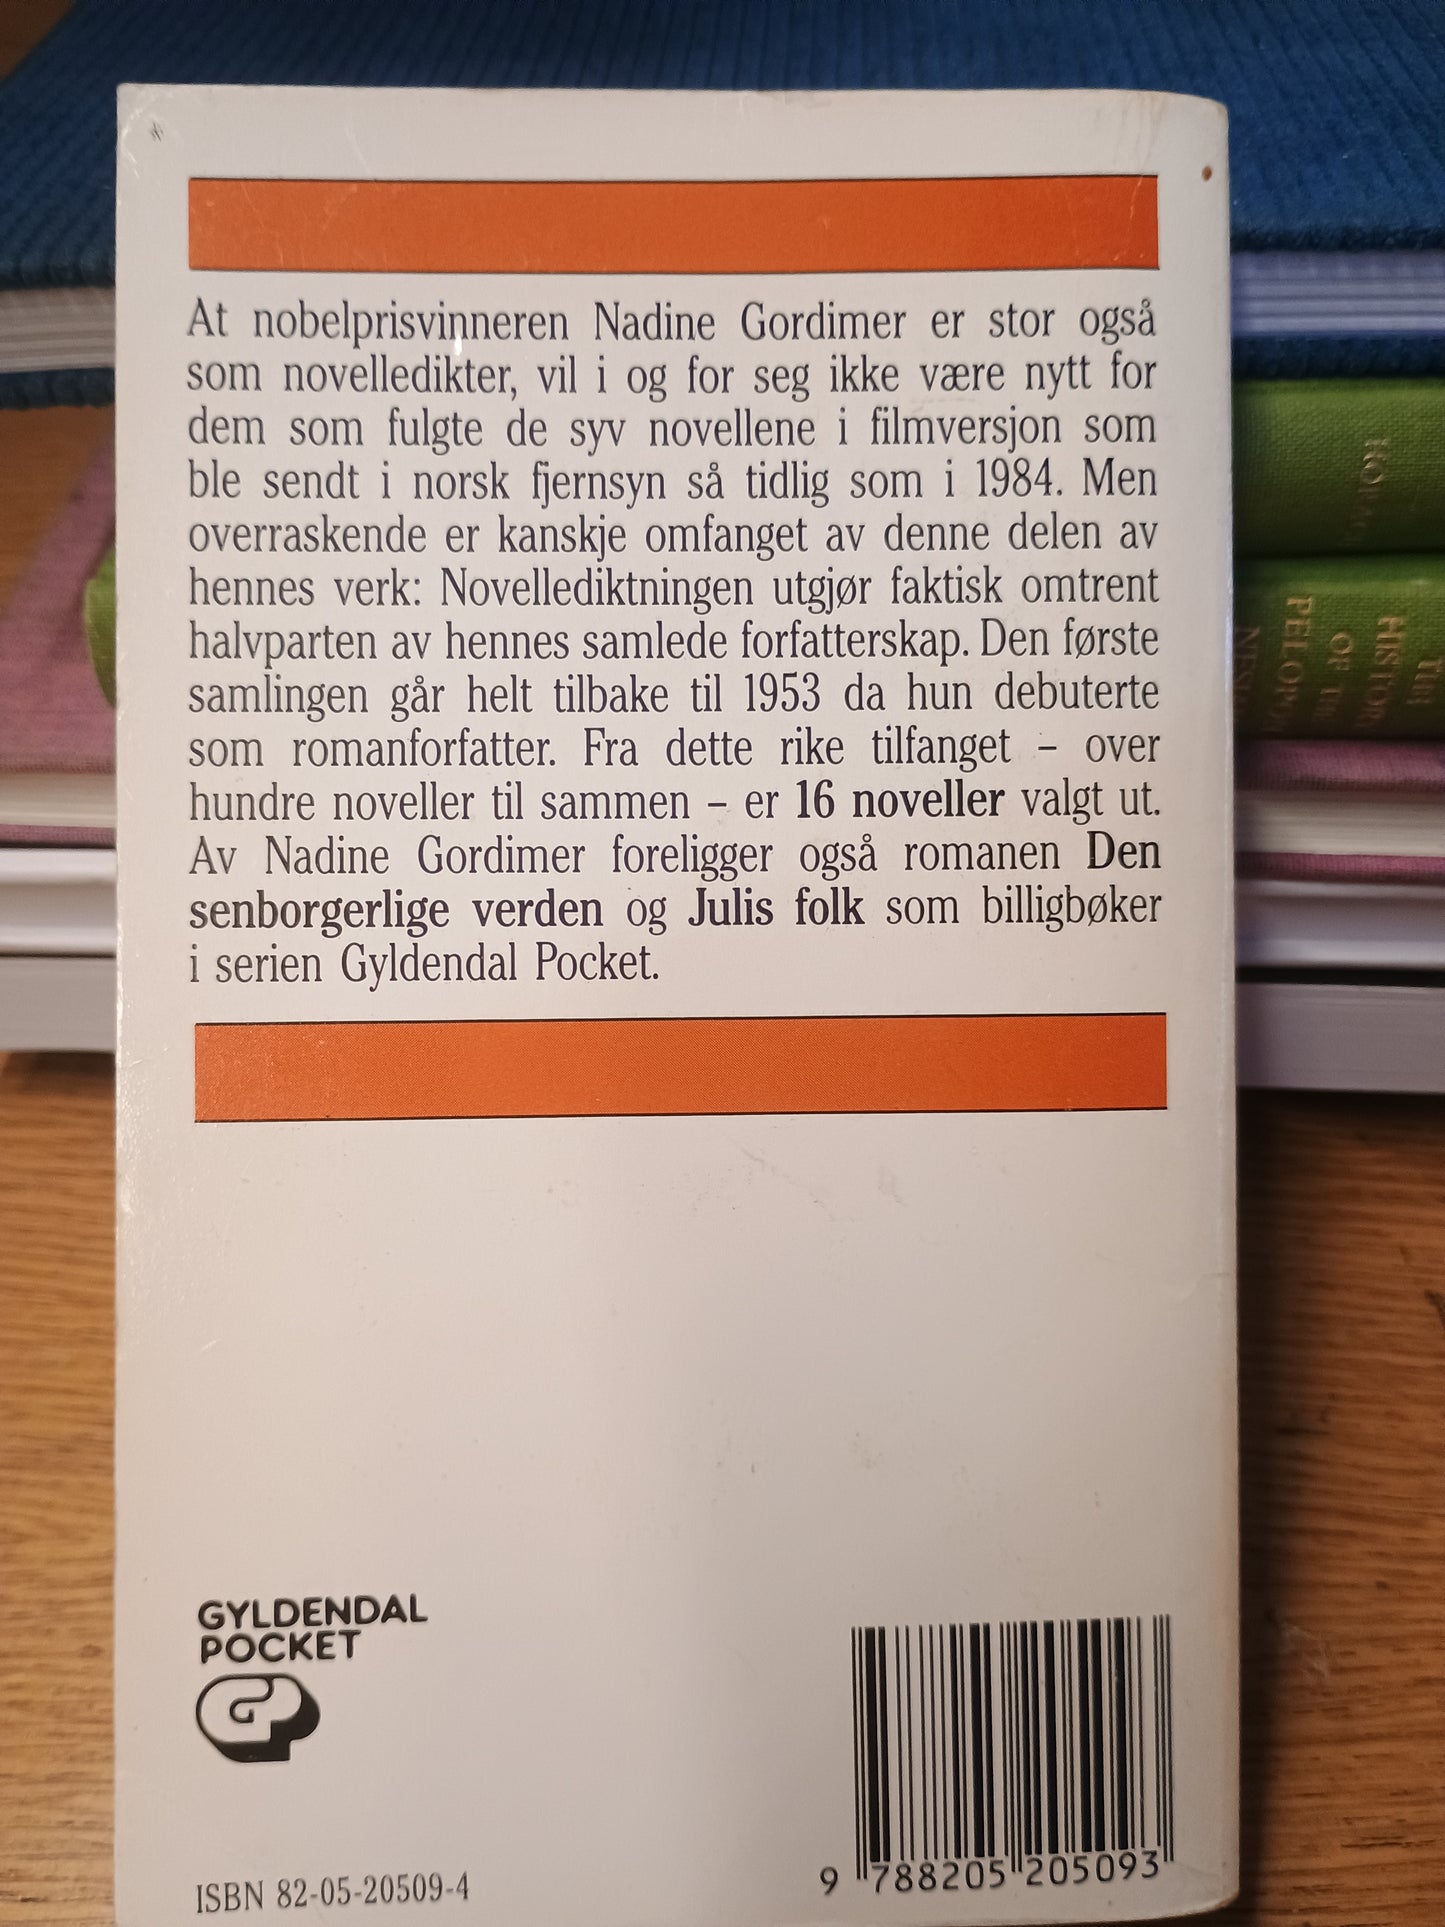 At nobelprisvinneren Nadine Gordimer er stor også
som novelledikter, vil i og for seg ikke være nytt for
dem som fulgte de syv novellene i filmversjon som
ble sendt i norsk fjernsyn så tidlig som i 1984. Men
overraskende er kanskje omfanget av denne delen av
hennes verk: Novellediktningen utgjør faktisk omtrent
halvparten av hennes samlede forfatterskap. Den første
samlingen går helt tilbake til 1953 da hun debuterte
som romanforfatter. Fra dette rike tilfanget – over
hundre noveller til sammen – er 16 noveller valgt ut.
Av Nadine Gordimer foreligger også romanen Den
senborgerlige verden og Julis folk som billigbøker
i serien Gyldendal Pocket.
GYLDENDAL
POCKET
GP
ISBN 82-05-20509-4
9 788205 205093
THE
HISTORY
OF THE